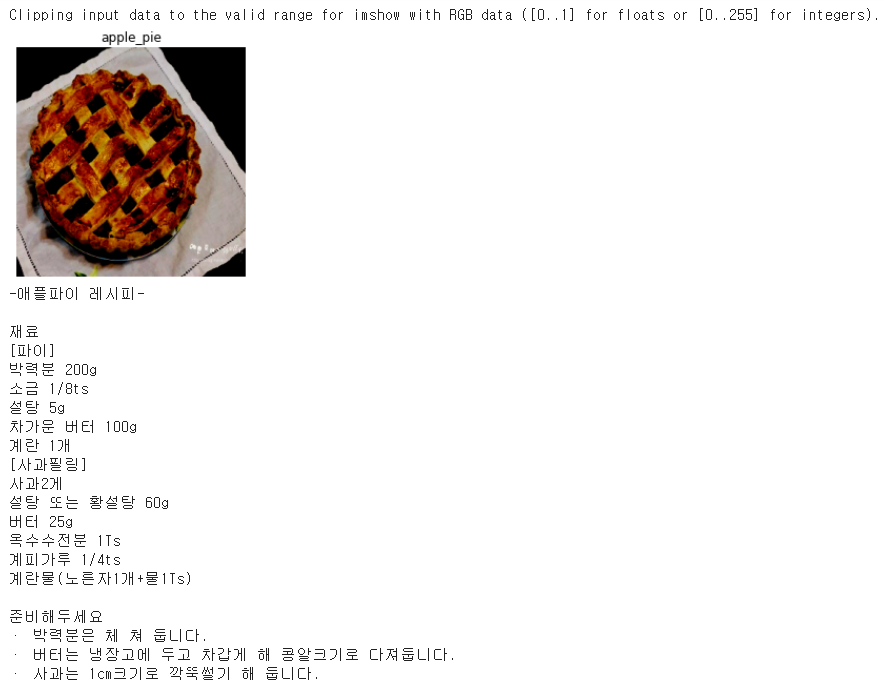 Clipping input data to the valid range for imshow with RGB data ([0..1] for floats or [0..255] for integers).
apple_pie
-애플파이 레시피-
재료
[파이]
박력분 200g
소금 1/8ts
설탕 5g
차가운 버터 100g
계란 1개
[사과필링]
사과2게
설탕 또는 황설탕 60g
버터 25g
옥수수전분 1Ts
계피가루 1/4ts
계란물(노른자1개+물1Ts)
준비해두세요
· 박력분은 체 쳐 둡니다.
· 버터는 냉장고에 두고 차갑게 해 콩알크기로 다져둡니다.
· 사과는 1cm크기로 깍뚝썰기 해 둡니다.